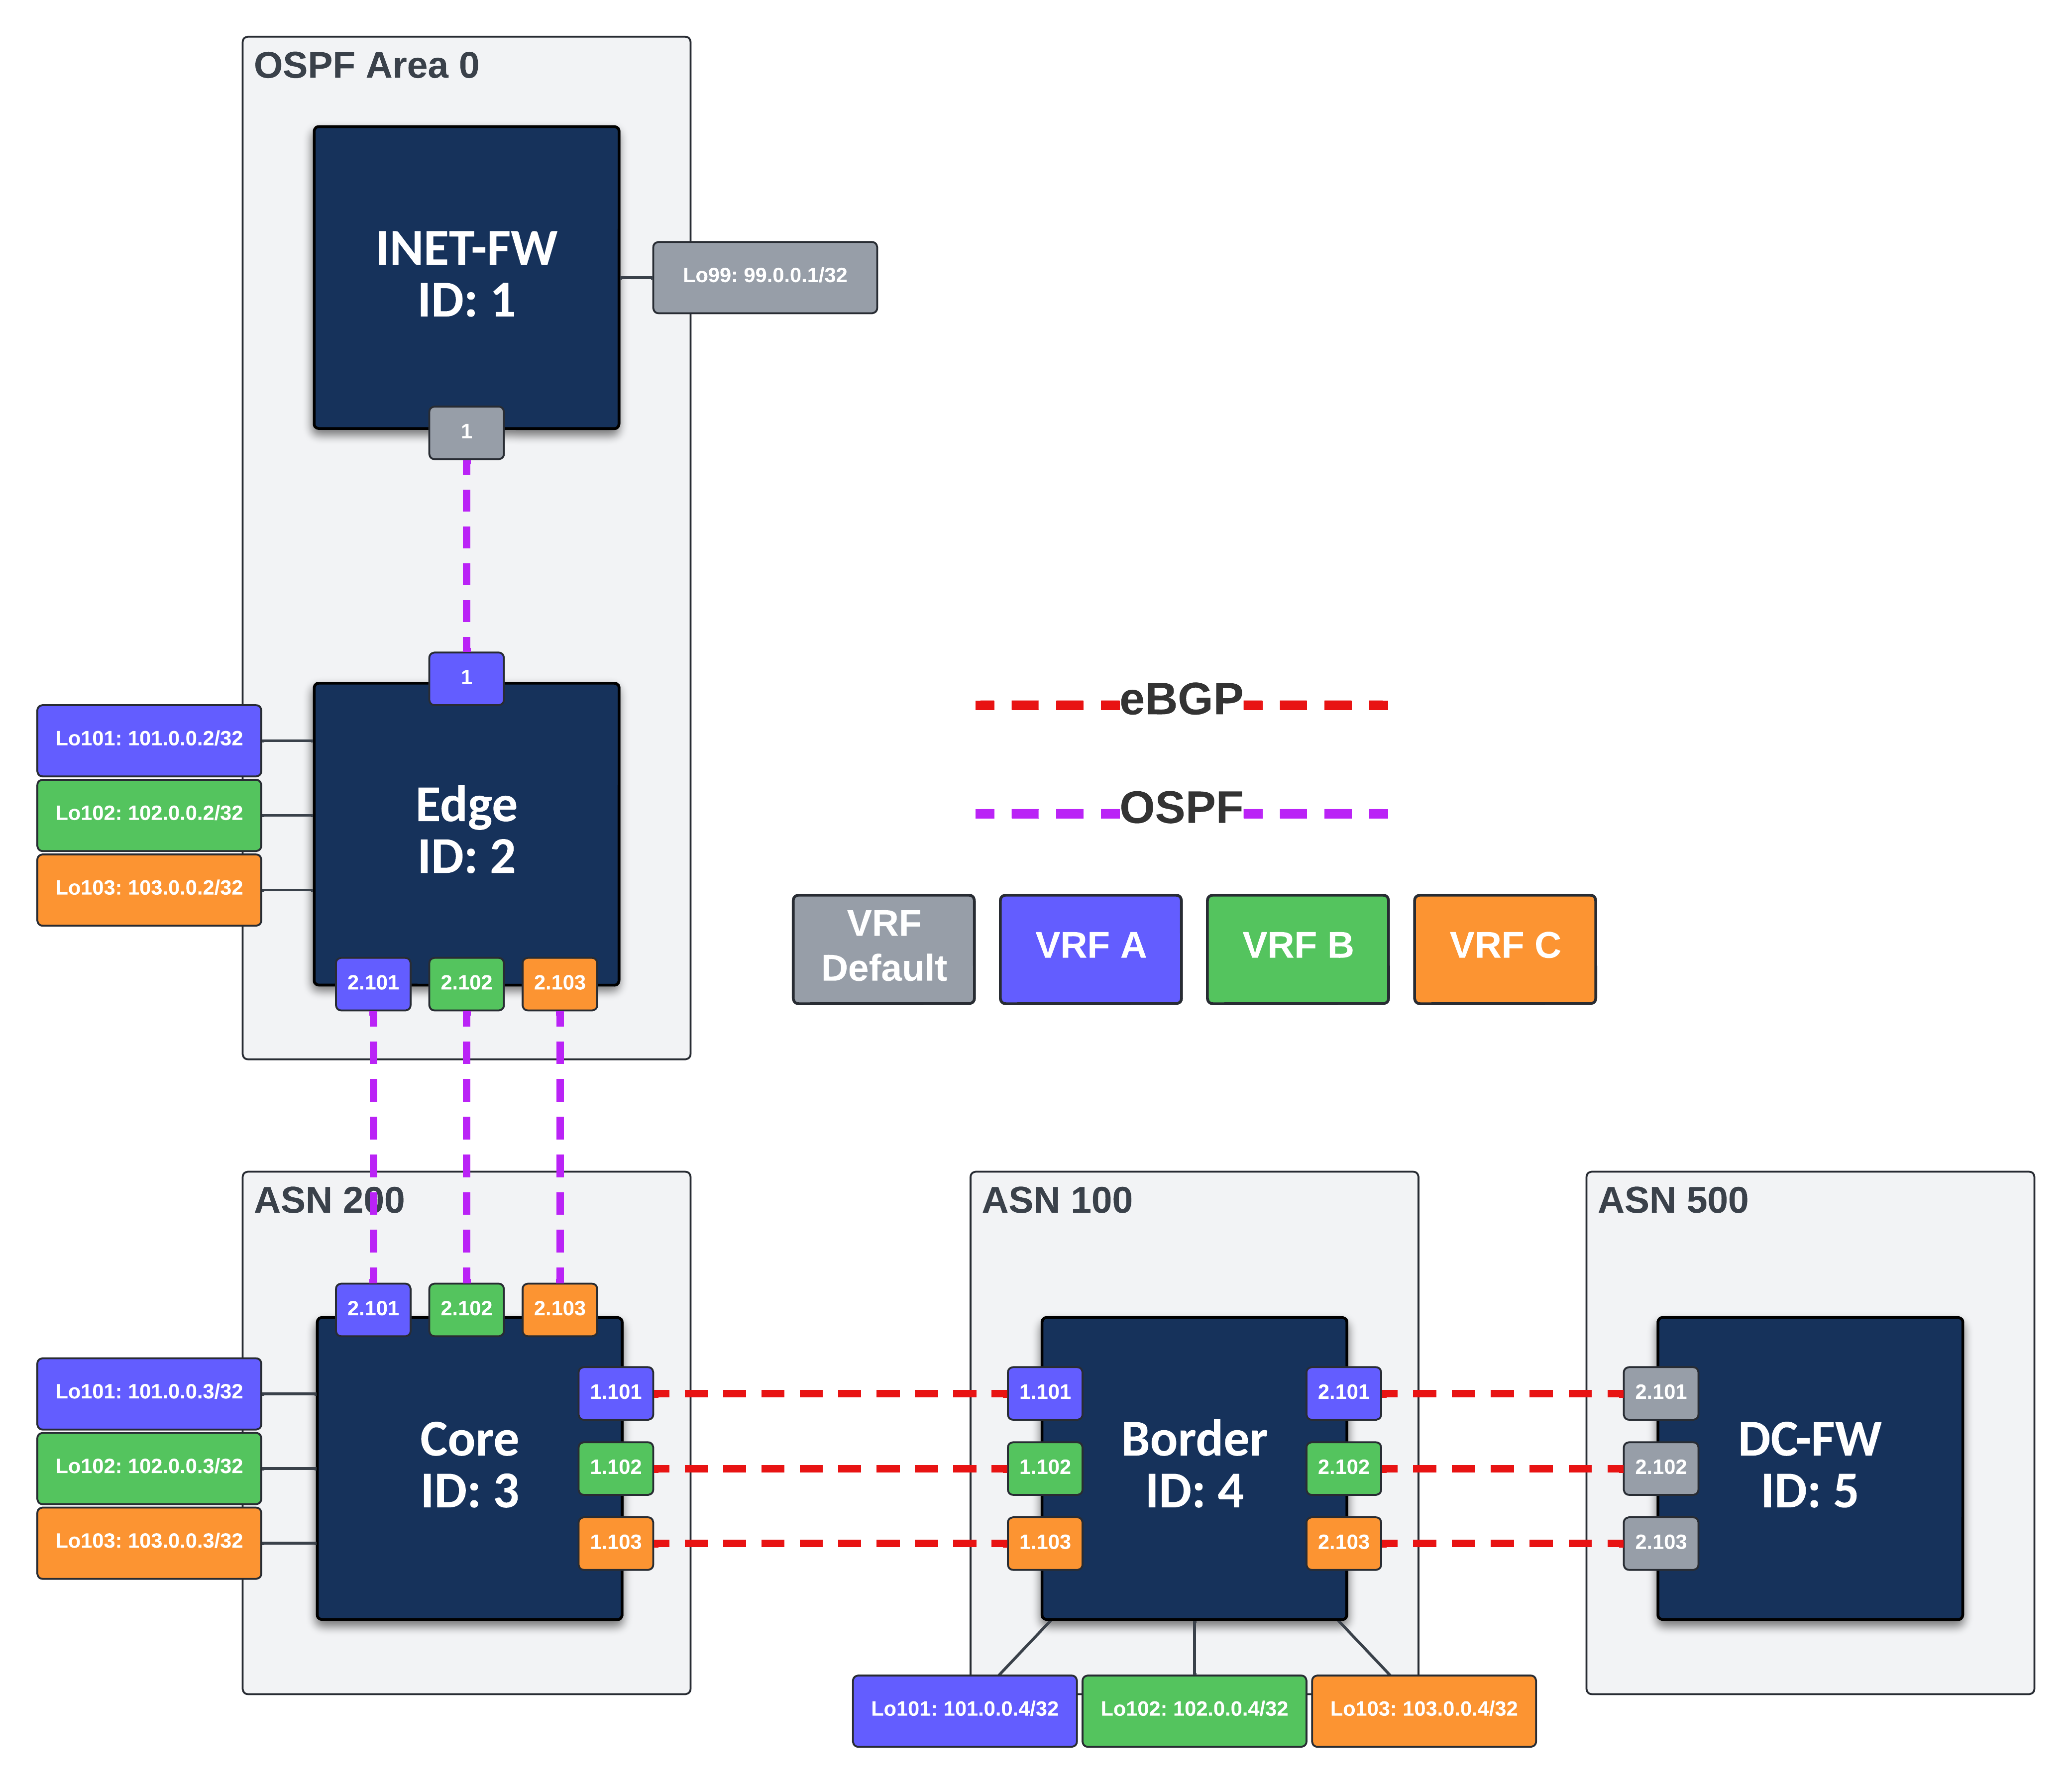 OSPF Area 0
INET-FW
ID: 1
Lo99: 99.0.0.1/32
1
1
Lo101: 101.0.0.2/32
Lo102: 102.0.0.2/32
Lo103: 103.0.0.2/32
Edge
ID: 2
2.101
2.102
2.103
eBGP
OSPF
VRF
Default
VRF A
VRF B
VRF C
ASN 200
2.101
2.102
2.103
Lo101: 101.0.0.3/32
Lo102: 102.0.0.3/32
Lo103: 103.0.0.3/32
Core
ID: 3
1.101
1.102
1.103
ASN 100
1.101
1.102
1.103
Border
ID: 4
2.101
2.102
2.103
Lo101: 101.0.0.4/32
Lo102: 102.0.0.4/32
Lo103: 103.0.0.4/32
ASN 500
2.101
2.102
2.103
DC-FW
ID: 5